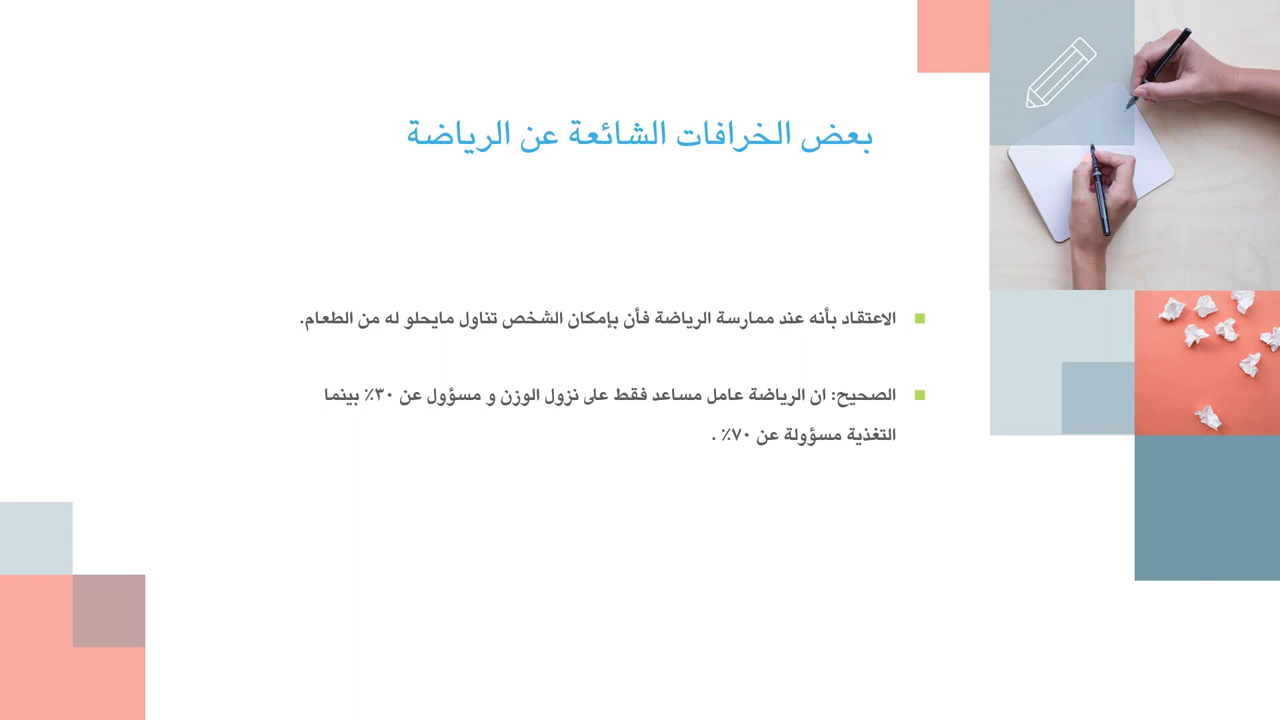 بعض الخرافات الشائعة عن الرياضة
الاعتقاد بأنه عند ممارسة الرياضة فأن بإمكان الشخص تناول مايحلو له من الطعام.
الصحيح: ان الرياضة عامل مساعد فقط على نزول الوزن و مسؤول عن ٣٠٪ بينما
التغذية مسؤولة عن ٧٠٪ .